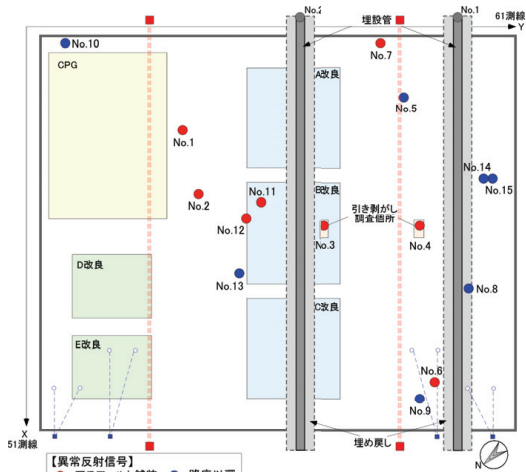 No.2
No.1
61測線
Y
埋設管
No.10
No.7
CPG
A改良
No.5
No.1
No.14
No.15
B改良
No.2
No.11
引き剥がし
調査個所
No.12
No.3
No.4
No.13
D改良
No.8
C改良
E改良
No.6
No.9
X
51測線
埋め戻し
N
【異常反射信号】